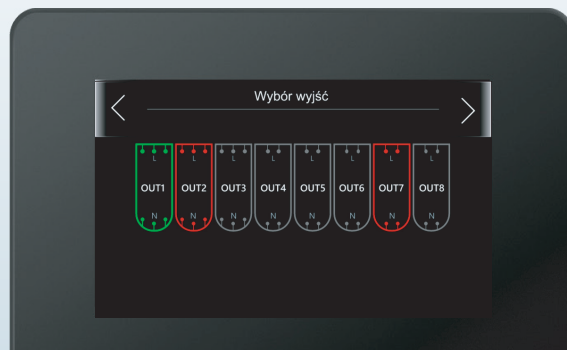 Wybór wyjść
L L L L L L L L
OUT1 OUT2 OUT3 OUT4 OUT5 OUT6 OUT7 OUT8
N N N N N N N N